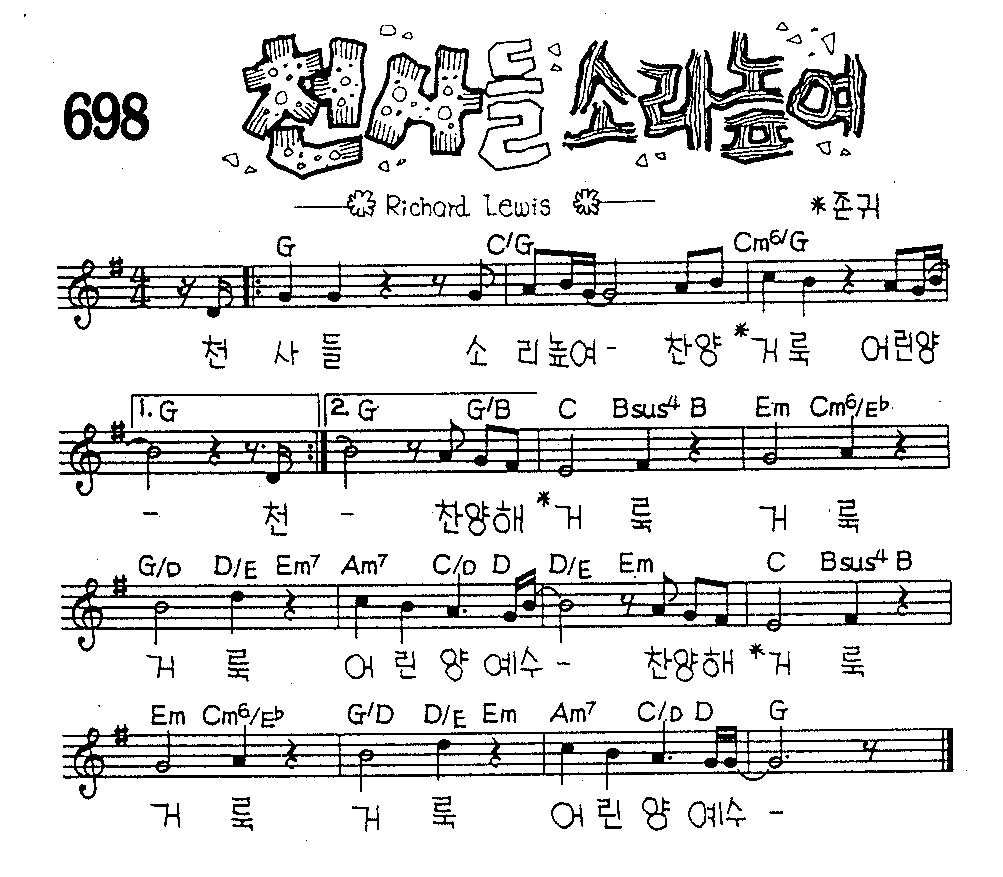 698
천사들 소리높여
Richard Lewis
*존귀
G C/G Cm6/G
천 사 들 소 리높여- 찬양 *거룩 어린양
1. G 2. G G/B C Bsus4 B Em Cm6/E♭
- 천 - 찬양해 *거 룩 거 룩
G/D D/E Em7 Am7 C/D D D/E Em C Bsus4 B
거 룩 어 린 양 예수- 찬양해 *거 룩
Em Cm6/E♭ G/D D/E Em Am7 C/D D G
거 룩 거 룩 어린 양 예수 -